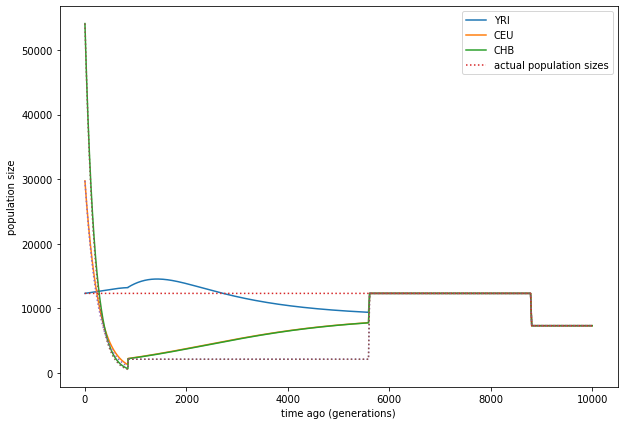 YRI
CEU
CHB
actual population sizes
50000
40000
30000
20000
10000
0
population size
0
2000
4000
6000
8000
10000
time ago (generations)